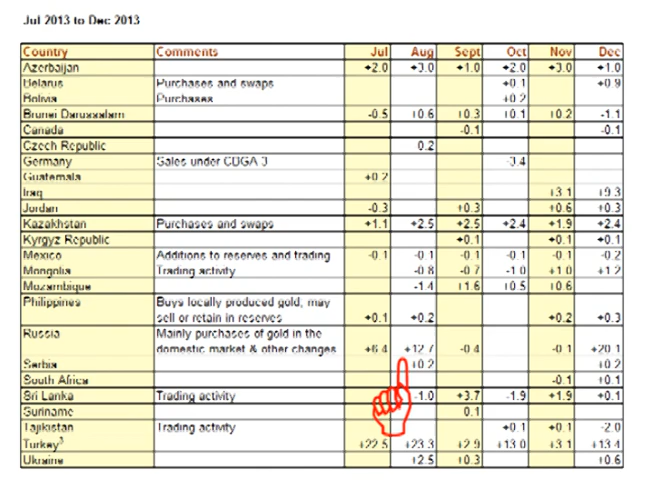 Jul 2013 to Dec 2013
Country Comments Jul Aug Sept Oct Nov Dec
Azerbaijan +2.0 +3.0 +1.0 +2.0 +3.0 +1.0
Belarus Purchases and swaps +0.1 +0.9
Bolivia Purchases +0.2
Brunei Darussalam -0.5 +0.6 +0.3 +0.1 +0.2 -1.1
Canada -0.1 -0.1
Czech Republic 0.2
Germany Sales under CBGA 3 -3.4
Guatemala +0.2
Iraq +3.1 +9.3
Jordan -0.3 +0.3 +0.6 +0.3
Kazakhstan Purchases and swaps +1.1 +2.5 +2.5 +2.4 +1.9 +2.4
Kyrgyz Republic +0.1 +0.1 +0.1
Mexico Additions to reserves and trading -0.1 -0.1 -0.1 -0.1 -0.1 -0.2
Mongolia Trading activity -0.8 -0.7 -1.0 +1.0 +1.2
Mozambique -1.4 +1.6 +0.5 +0.6
Philippines Buys locally produced gold, may
sell or retain in reserves +0.1 +0.2 +0.2 +0.3
Russia Mainly purchases of gold in the
domestic market & other changes +6.4 +12.7 -0.4 -0.1 +20.1
Serbia +0.2 +0.2
South Africa -0.1 +0.1
Sri Lanka Trading activity -1.0 +3.7 -1.9 +1.9 +0.1
Suriname 0.1
Tajikistan Trading activity +0.1 +0.1 -2.0
Turkey³ +22.5 +23.3 +2.9 +13.0 +3.1 +13.4
Ukraine +2.5 +0.3 +0.6